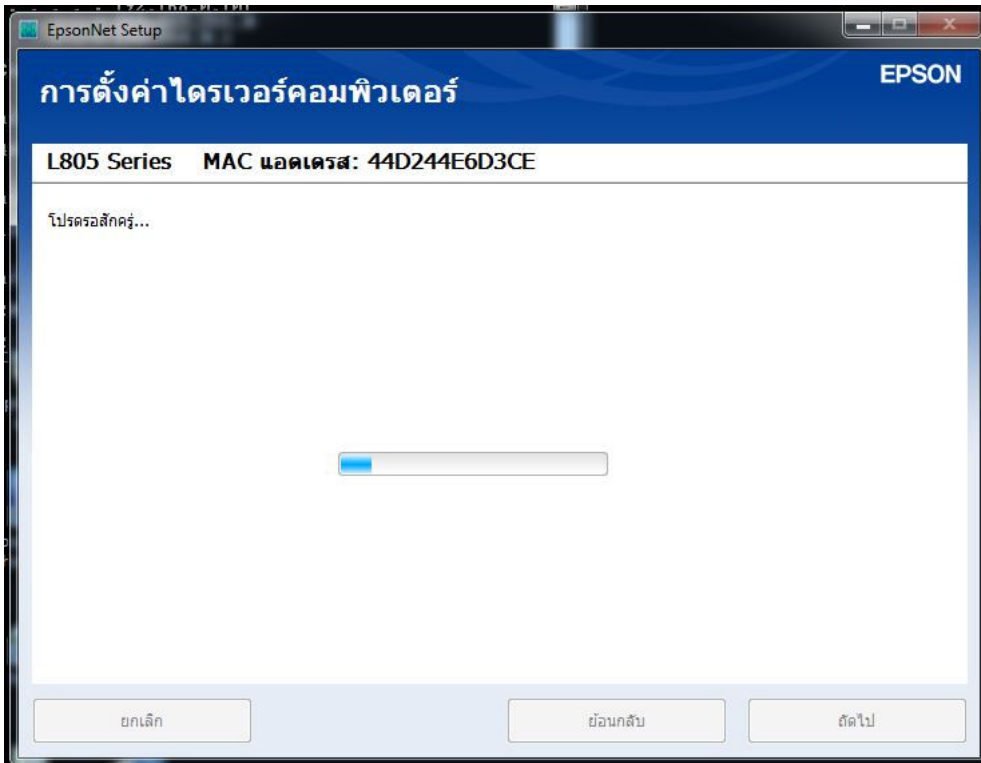 EpsonNet Setup
EPSON
การตั้งค่าไดรเวอร์คอมพิวเตอร์
L805 Series MAC แอดเดรส: 44D244E6D3CE
โปรดรอสักครู่...
ยกเลิก ย้อนกลับ ถัดไป